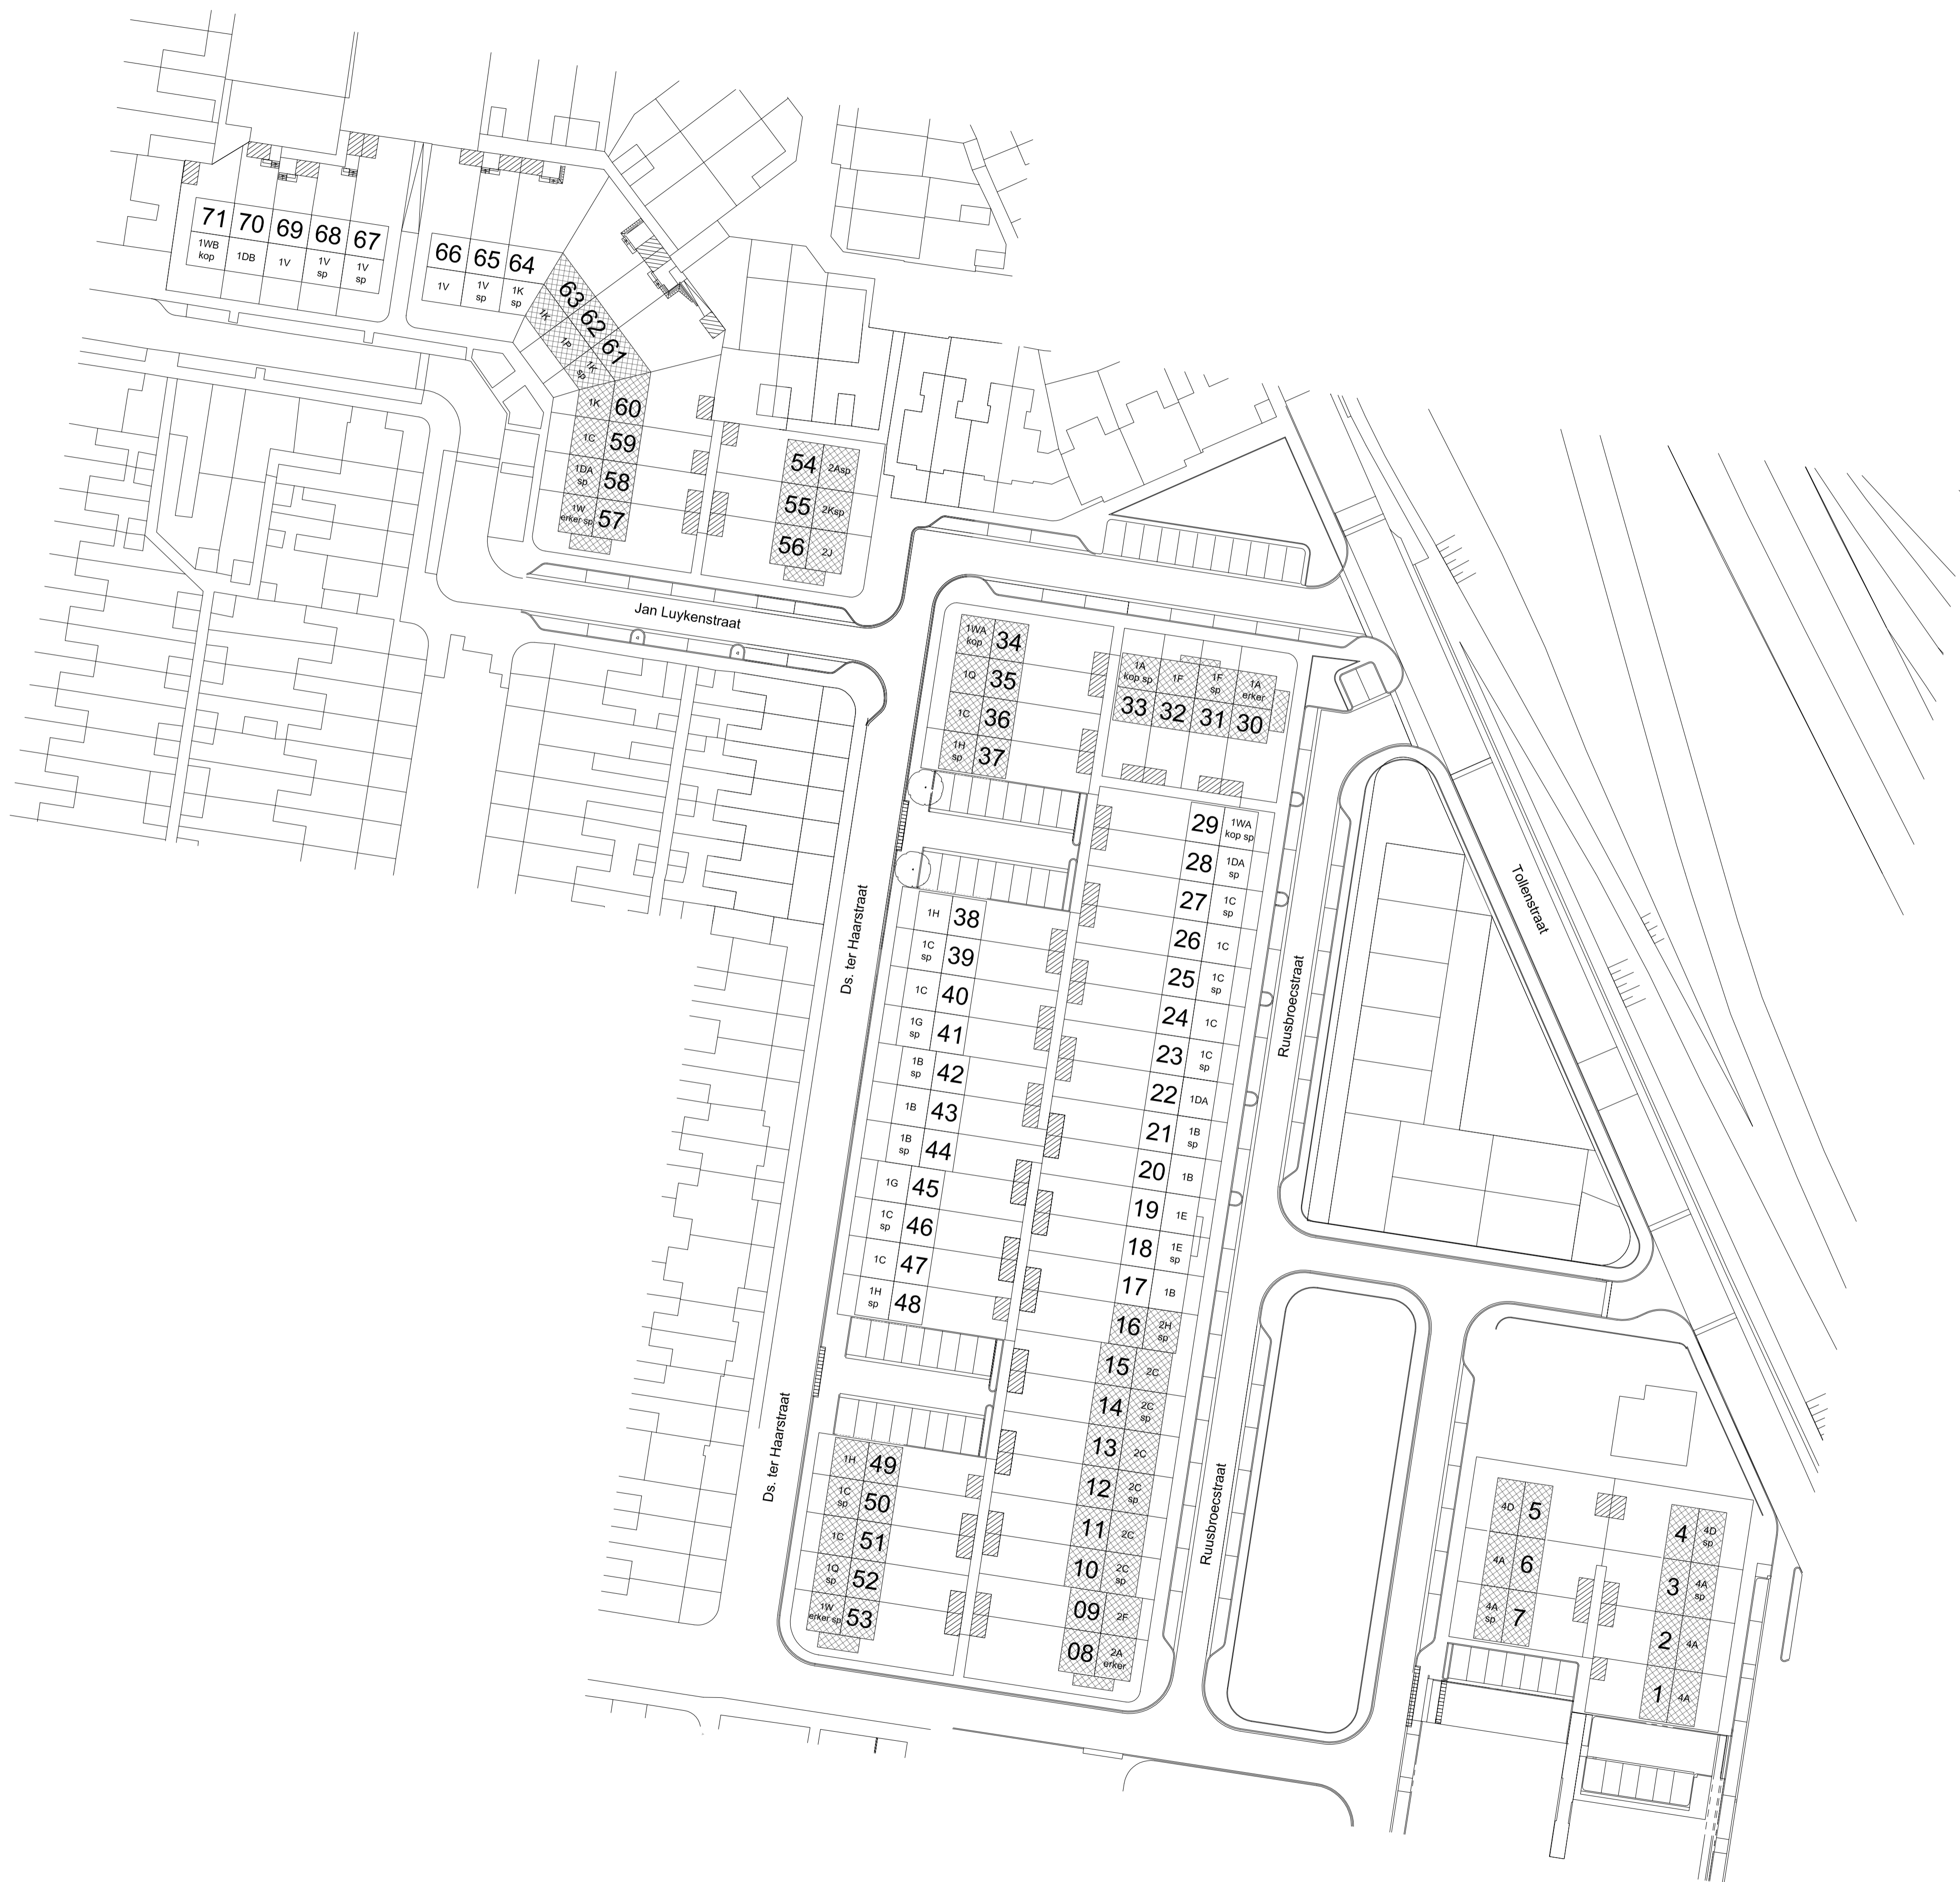 71 70 69 68 67
1WB kop
1DB
1V
1V sp
1V sp
66 65 64
1V
1V sp
1K sp
63
1K
62
1P
61
1K sp
1K 60
1C 59
1DA sp 58
1W erker sp 57
54 2Asp
55 2Ksp
56 2J
Jan Luykenstraat
1WA kop 34
1Q 35
1C 36
1H sp 37
1A kop sp
1F
1F sp
1A erker
33 32 31 30
29 1WA kop sp
28 1DA sp
27 1C sp
26 1C
25 1C sp
24 1C
23 1C sp
22 1DA
21 1B sp
20 1B
19 1E
18 1E sp
17 1B
16 2H sp
15 2C
14 2C sp
13 2C
12 2C sp
11 2C
10 2C sp
09 2F
08 2A erker
1H 38
1C sp 39
1C 40
1G sp 41
1B sp 42
1B 43
1B sp 44
1G 45
1C sp 46
1C 47
1H sp 48
1H 49
1C sp 50
1C 51
1Q sp 52
1W erker sp 53
Ds. ter Haarstraat
Ds. ter Haarstraat
Ruusbroecstraat
Ruusbroecstraat
Tollenstraat
4D 5
4A 6
4A sp 7
4 4D sp
3 4A sp
2 4A
1 4A